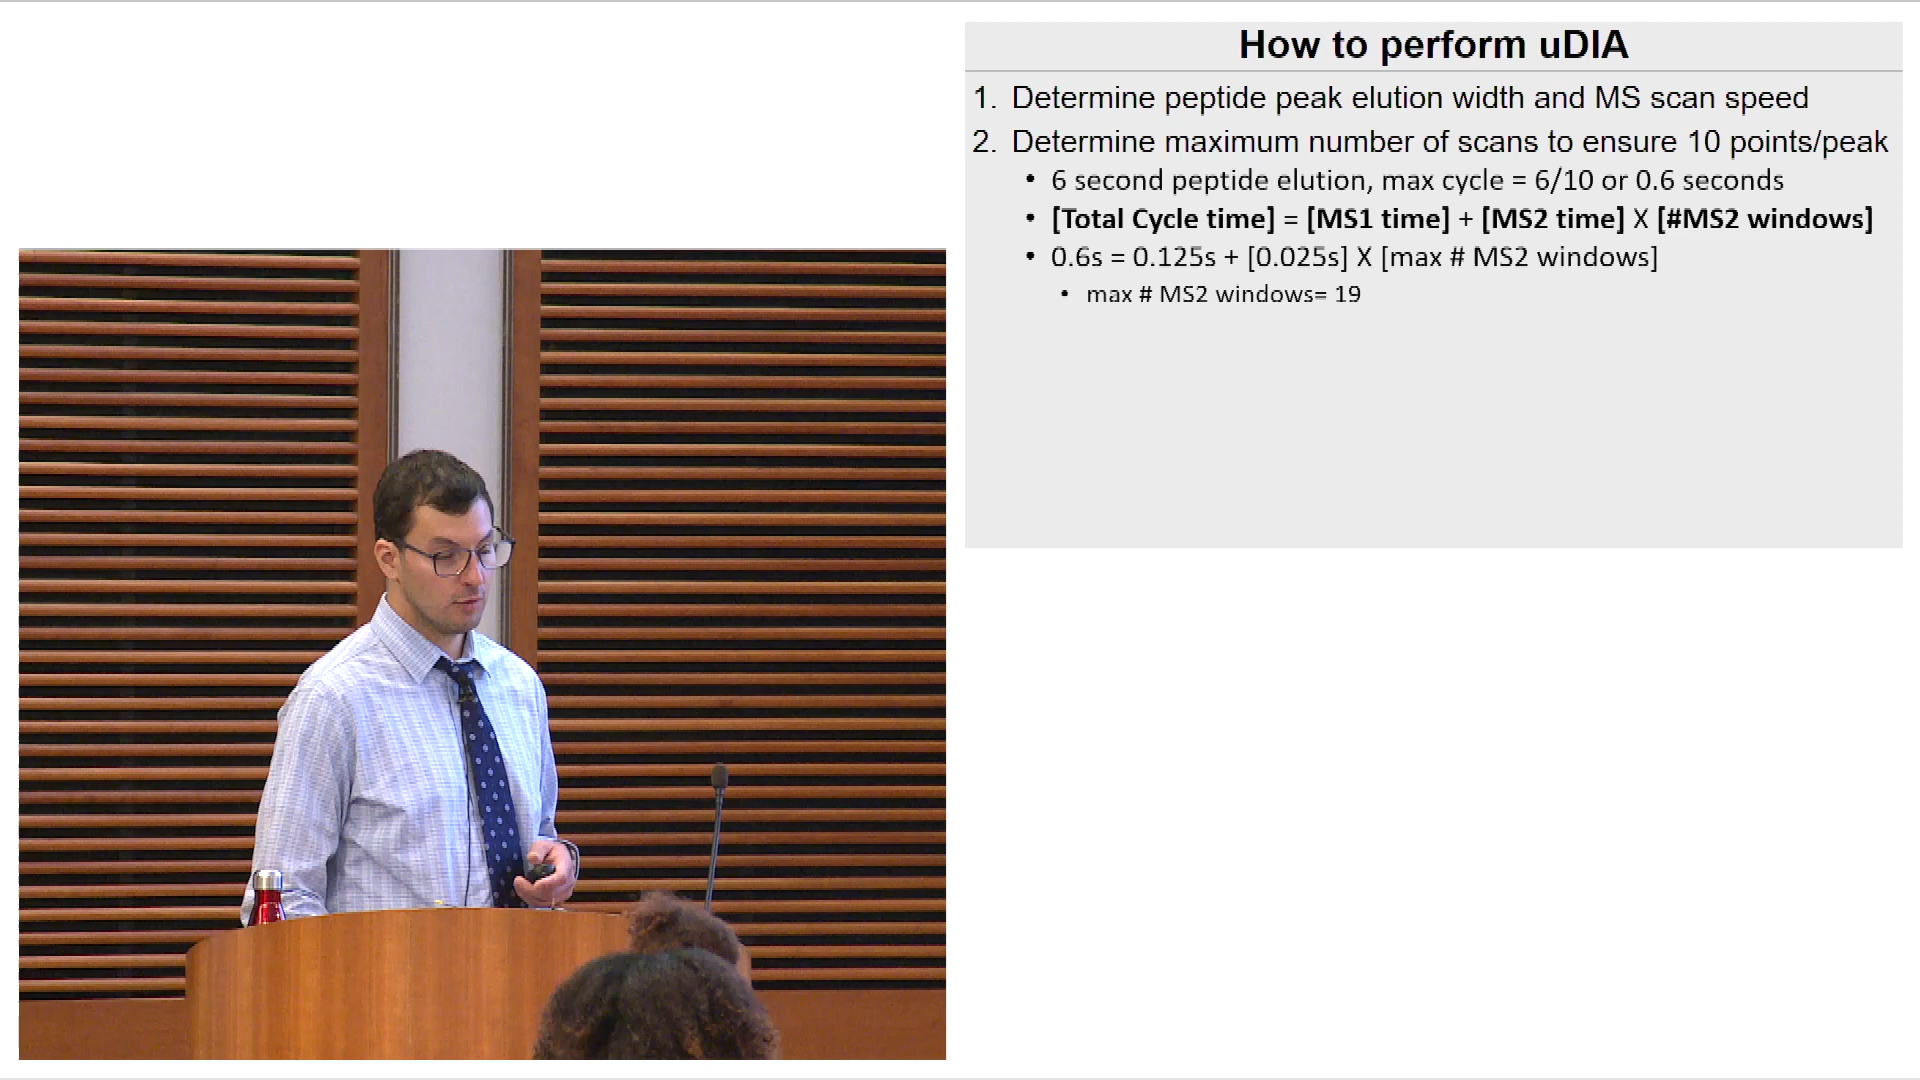 How to perform uDIA
1. Determine peptide peak elution width and MS scan speed
2. Determine maximum number of scans to ensure 10 points/peak
• 6 second peptide elution, max cycle = 6/10 or 0.6 seconds
• [Total Cycle time] = [MS1 time] + [MS2 time] X [#MS2 windows]
• 0.6s = 0.125s + [0.025s] X [max # MS2 windows]
• max # MS2 windows= 19